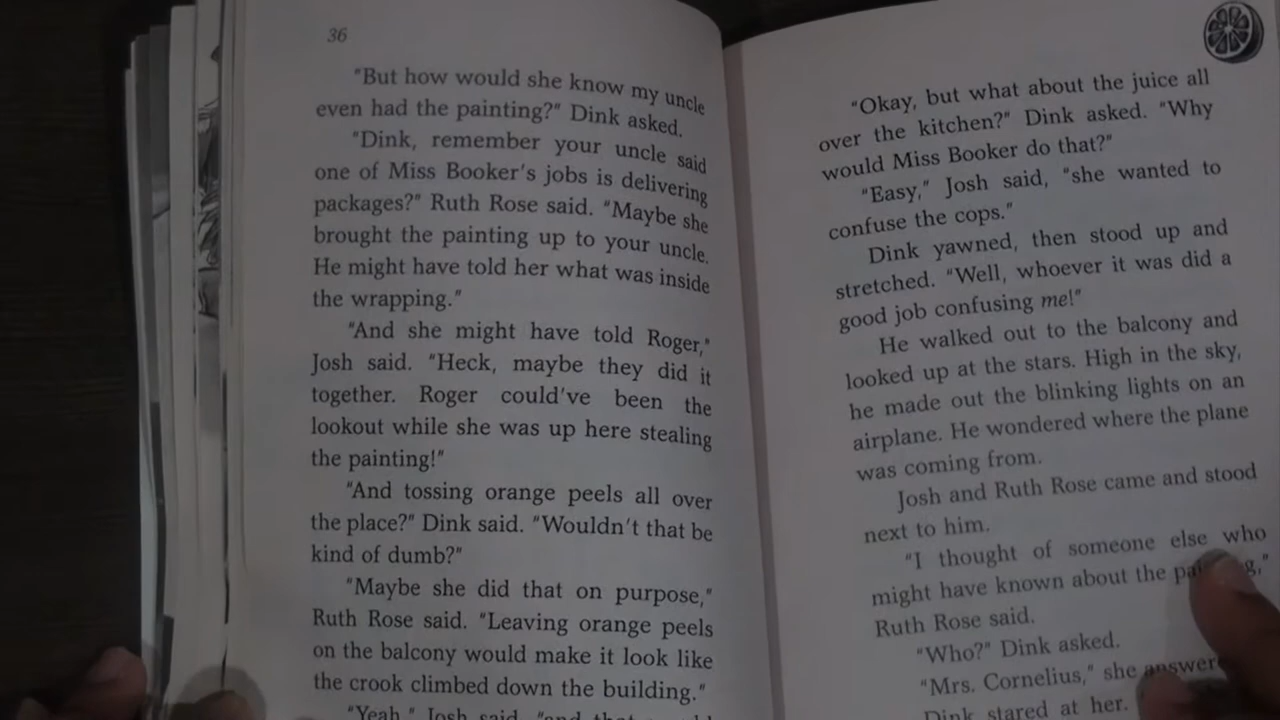 36
"But how would she know my uncle
even had the painting?" Dink asked.
"Dink, remember your uncle said
one of Miss Booker's jobs is delivering
packages?" Ruth Rose said. "Maybe she
brought the painting up to your uncle.
He might have told her what was inside
the wrapping."
"And she might have told Roger,"
Josh said. "Heck, maybe they did it
together. Roger could've been the
lookout while she was up here stealing
the painting!"
"And tossing orange peels all over
the place?" Dink said. "Wouldn't that be
kind of dumb?"
"Maybe she did that on purpose,"
Ruth Rose said. "Leaving orange peels
on the balcony would make it look like
the crook climbed down the building."
"Yeah," Josh said, "and that
"Okay, but what about the juice all
over the kitchen?" Dink asked. "Why
would Miss Booker do that?"
"Easy," Josh said, "she wanted to
confuse the cops."
Dink yawned, then stood up and
stretched. "Well, whoever it was did a
good job confusing me!"
He walked out to the balcony and
looked up at the stars. High in the sky,
he made out the blinking lights on an
airplane. He wondered where the plane
was coming from.
Josh and Ruth Rose came and stood
next to him.
"I thought of someone else who
might have known about the
Ruth Rose said.
"Who?" Dink asked.
"Mrs. Cornelius," she
Dink stared at her.